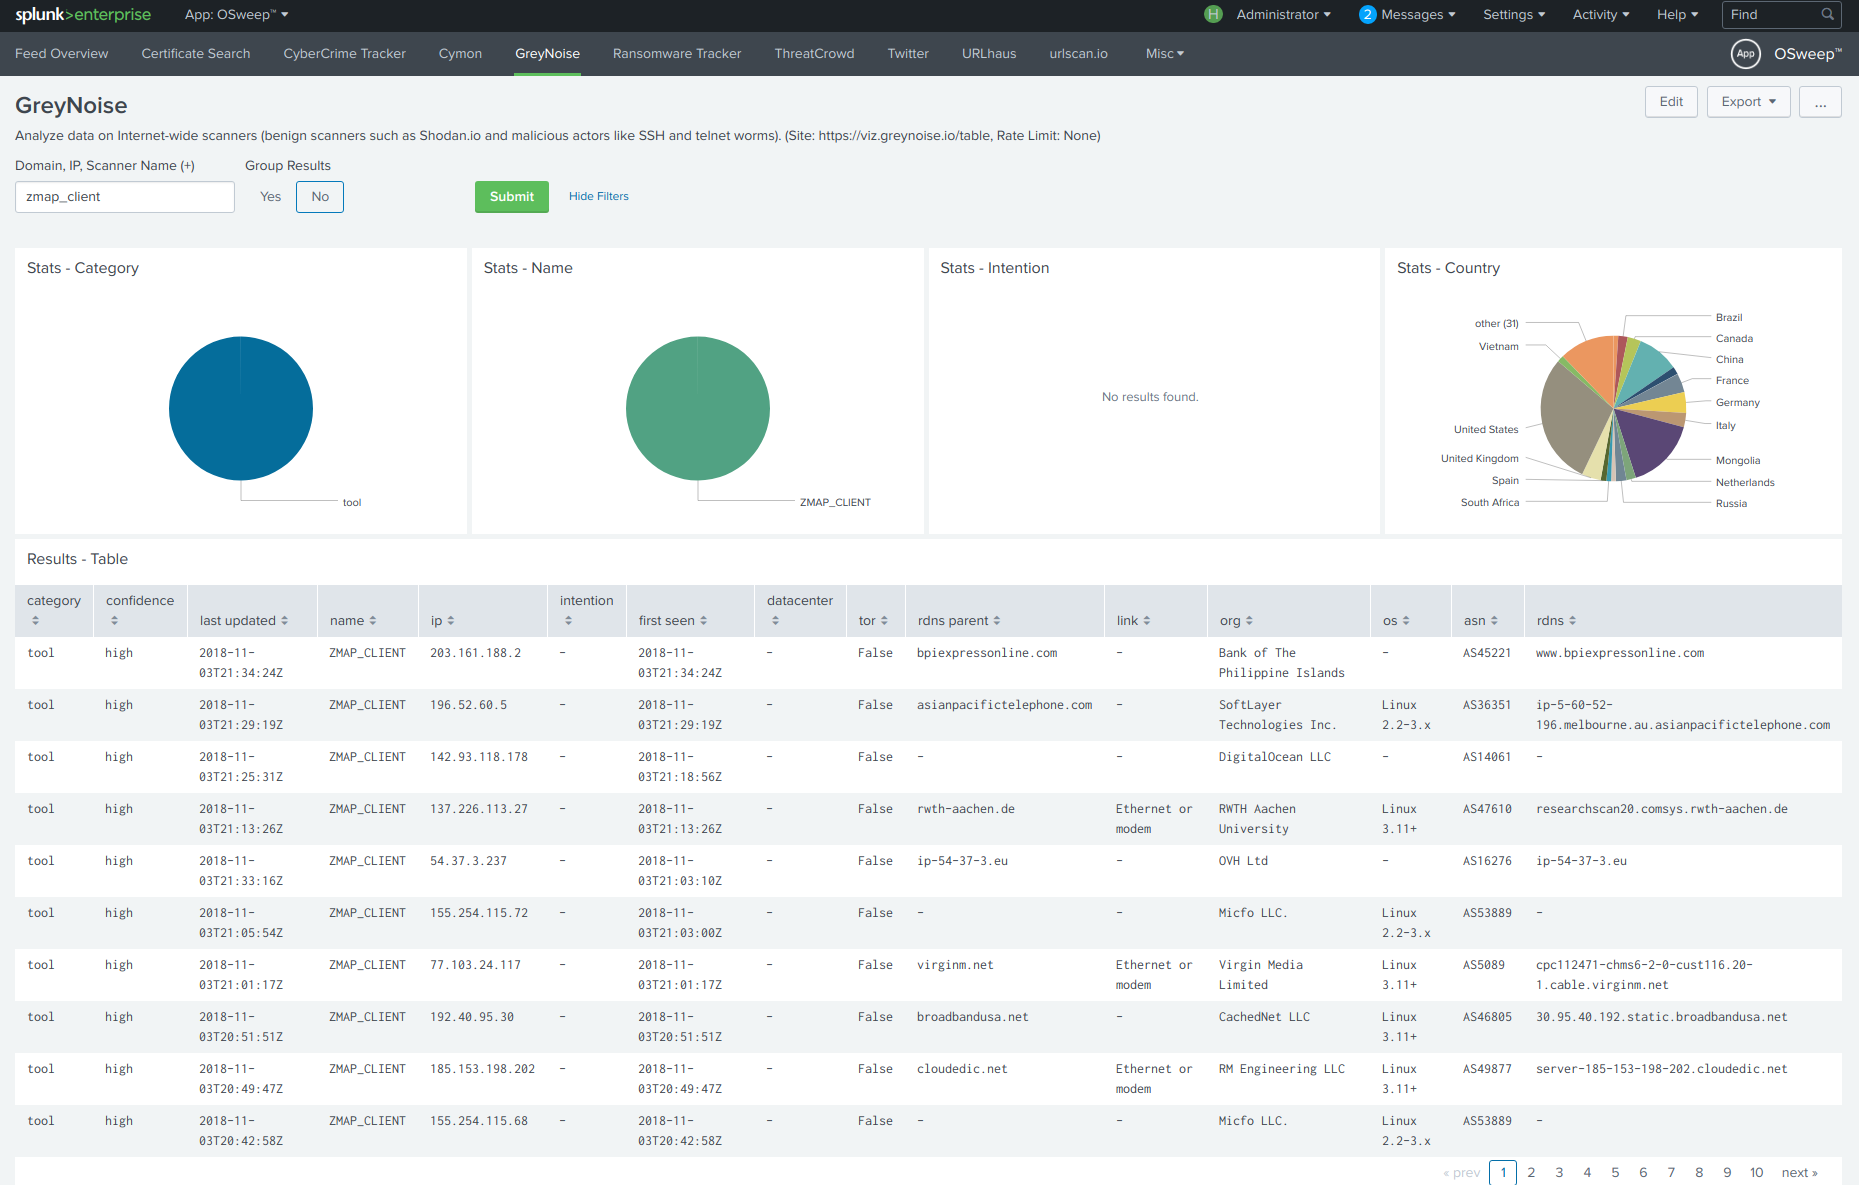 splunk>enterprise App: OSweep™ H Administrator 2 Messages Settings Activity Help Find
Feed Overview Certificate Search CyberCrime Tracker Cymon GreyNoise Ransomware Tracker ThreatCrowd Twitter URLhaus urlscan.io Misc App OSweep™
GreyNoise
Edit Export ...
Analyze data on Internet-wide scanners (benign scanners such as Shodan.io and malicious actors like SSH and telnet worms). (Site: https://viz.greynoise.io/table, Rate Limit: None)
Domain, IP, Scanner Name (+) Group Results
zmap_client Yes No Submit Hide Filters
Stats - Category
tool
Stats - Name
ZMAP_CLIENT
Stats - Intention
No results found.
Stats - Country
other (31)
Vietnam
United States
United Kingdom
Spain
South Africa
Brazil
Canada
China
France
Germany
Italy
Mongolia
Netherlands
Russia
Results - Table
category confidence last updated name ip intention first seen datacenter tor rdns parent link org os asn rdns
tool high 2018-11- ZMAP_CLIENT 203.161.188.2 - 2018-11- - False bpiexpressonline.com - Bank of The - AS45221 www.bpiexpressonline.com
03T21:34:24Z 03T21:34:24Z Philippine Islands
tool high 2018-11- ZMAP_CLIENT 196.52.60.5 - 2018-11- - False asianpacifictelephone.com - SoftLayer Linux AS36351 ip-5-60-52-
03T21:29:19Z 03T21:29:19Z Technologies Inc. 2.2-3.x 196.melbourne.au.asianpacifictelephone.com
tool high 2018-11- ZMAP_CLIENT 142.93.118.178 - 2018-11- - False - - DigitalOcean LLC - AS14061 -
03T21:25:31Z 03T21:18:56Z
tool high 2018-11- ZMAP_CLIENT 137.226.113.27 - 2018-11- - False rwth-aachen.de Ethernet or RWTH Aachen Linux AS47610 researchscan20.comsys.rwth-aachen.de
03T21:13:26Z 03T21:13:26Z modem University 3.11+
tool high 2018-11- ZMAP_CLIENT 54.37.3.237 - 2018-11- - False ip-54-37-3.eu - OVH Ltd - AS16276 ip-54-37-3.eu
03T21:33:16Z 03T21:03:10Z
tool high 2018-11- ZMAP_CLIENT 155.254.115.72 - 2018-11- - False - - Micfo LLC. Linux AS53889 -
03T21:05:54Z 03T21:03:00Z 2.2-3.x
tool high 2018-11- ZMAP_CLIENT 77.103.24.117 - 2018-11- - False virginm.net Ethernet or Virgin Media Linux AS5089 cpc112471-chms6-2-0-cust116.20-
03T21:01:17Z 03T21:01:17Z modem Limited 3.11+ 1.cable.virginm.net
tool high 2018-11- ZMAP_CLIENT 192.40.95.30 - 2018-11- - False broadbandusa.net - CachedNet LLC Linux AS46805 30.95.40.192.static.broadbandusa.net
03T20:51:51Z 03T20:51:51Z 3.11+
tool high 2018-11- ZMAP_CLIENT 185.153.198.202 - 2018-11- - False cloudedic.net Ethernet or RM Engineering LLC Linux AS49877 server-185-153-198-202.cloudedic.net
03T20:49:47Z 03T20:49:47Z modem 3.11+
tool high 2018-11- ZMAP_CLIENT 155.254.115.68 - 2018-11- - False - - Micfo LLC. Linux AS53889 -
03T20:42:58Z 03T20:42:58Z 2.2-3.x
« prev 1 2 3 4 5 6 7 8 9 10 next »